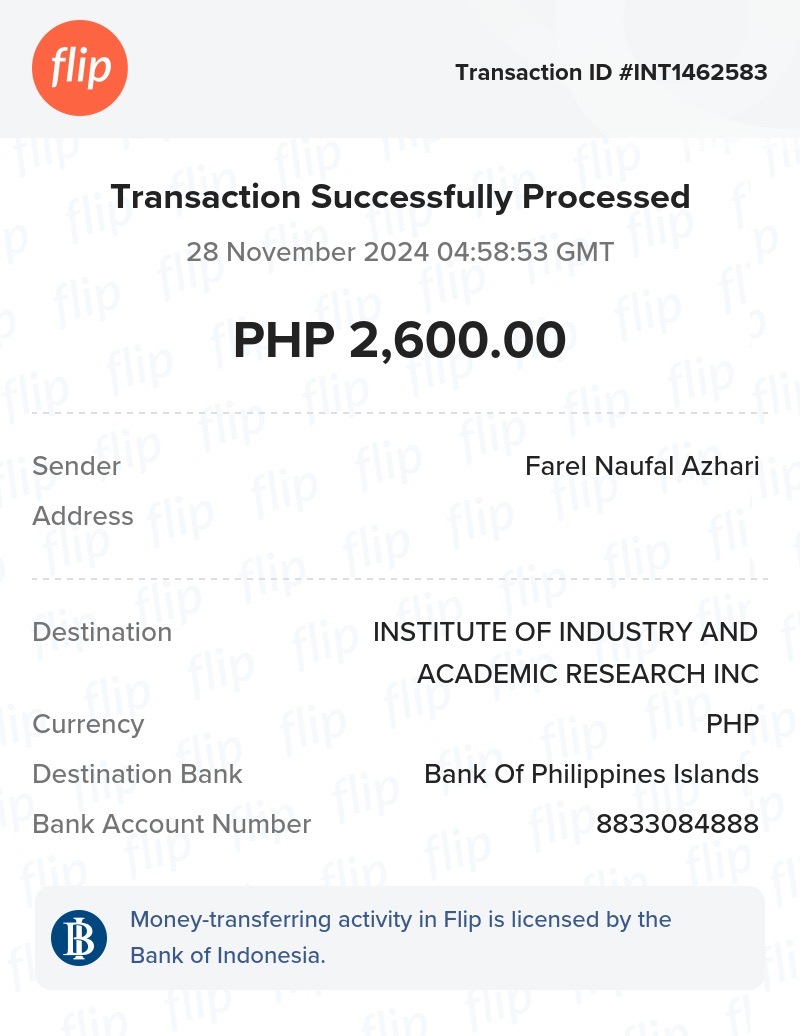 flip
Transaction ID #INT1462583
Transaction Successfully Processed
28 November 2024 04:58:53 GMT
PHP 2,600.00
Sender Farel Naufal Azhari
Address
Destination INSTITUTE OF INDUSTRY AND
ACADEMIC RESEARCH INC
Currency PHP
Destination Bank Bank Of Philippines Islands
Bank Account Number 8833084888
Money-transferring activity in Flip is licensed by the
Bank of Indonesia.